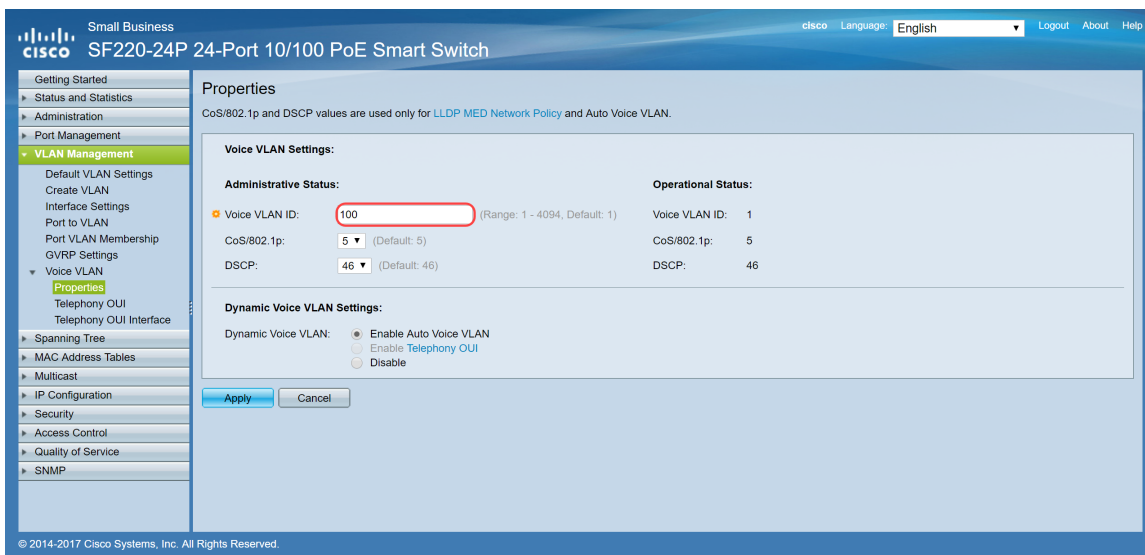 Small Business
cisco Language: English Logout About Help
cisco SF220-24P 24-Port 10/100 PoE Smart Switch
Getting Started
Status and Statistics
Administration
Port Management
VLAN Management
Default VLAN Settings
Create VLAN
Interface Settings
Port to VLAN
Port VLAN Membership
GVRP Settings
Voice VLAN
Properties
Telephony OUI
Telephony OUI Interface
Spanning Tree
MAC Address Tables
Multicast
IP Configuration
Security
Access Control
Quality of Service
SNMP
Properties
CoS/802.1p and DSCP values are used only for LLDP MED Network Policy and Auto Voice VLAN.
Voice VLAN Settings:
Administrative Status: Operational Status:
Voice VLAN ID: 100 (Range: 1 - 4094, Default: 1) Voice VLAN ID: 1
CoS/802.1p: 5 (Default: 5) CoS/802.1p: 5
DSCP: 46 (Default: 46) DSCP: 46
Dynamic Voice VLAN Settings:
Dynamic Voice VLAN: Enable Auto Voice VLAN
Enable Telephony OUI
Disable
Apply Cancel
© 2014-2017 Cisco Systems, Inc. All Rights Reserved.